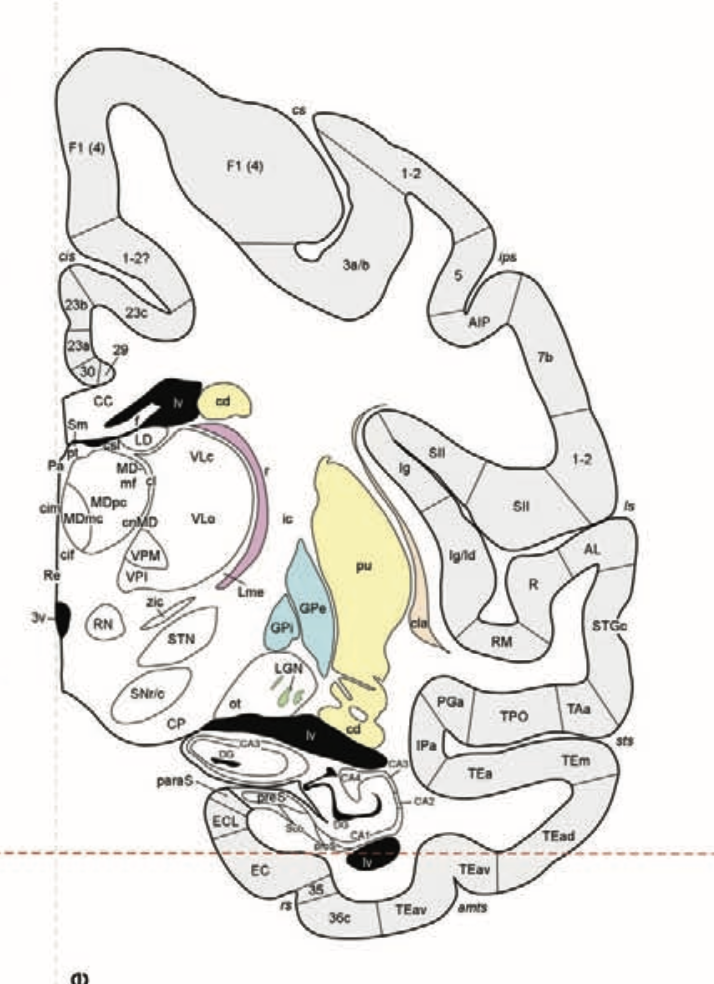 cs
F1 (4)
F1 (4)
1-2
cis
1-2?
3a/b
5
ips
AIP
23b
23c
23a
29
30
7b
CC
lv
cd
Sm
f
csl
LD
pt
Pa
VLc
r
MD-
mf
cl
SII
Ig
1-2
MDpc
cim
MDmc
cnMD
VLo
ic
SII
ls
cif
VPM
pu
Ig/Id
AL
Re
VPI
Lme
R
3v
zic
GPe
RN
GPi
cla
STGc
STN
RM
LGN
SNr/c
ot
PGa
TPO
TAa
CP
lv
cd
IPa
sts
CA3
DG
CA3
TEm
paraS
CA4
TEa
preS
CA2
ECL
Sub
DG
CA1
proS
TEad
lv
EC
TEav
35
rs
36c
TEav
amts
e